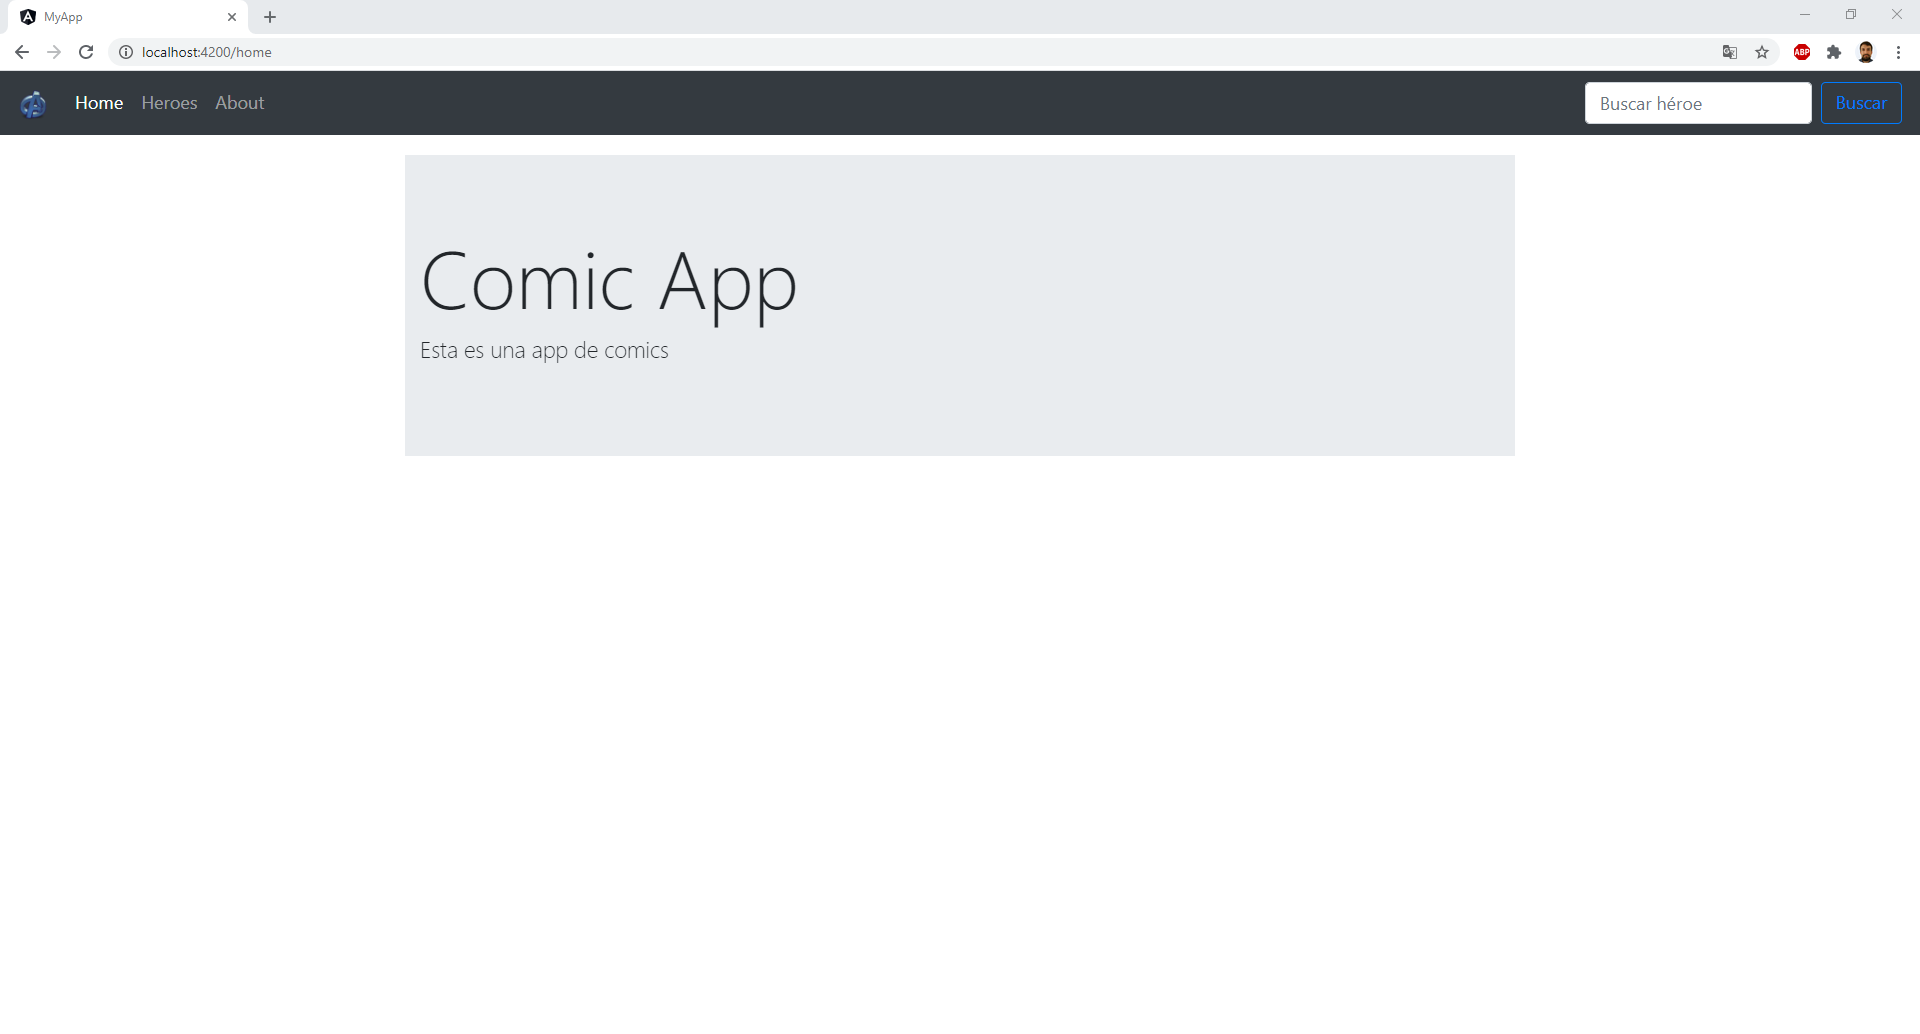 MyApp
localhost:4200/home
ABP
Home Heroes About
Buscar héroe
Buscar
Comic App
Esta es una app de comics